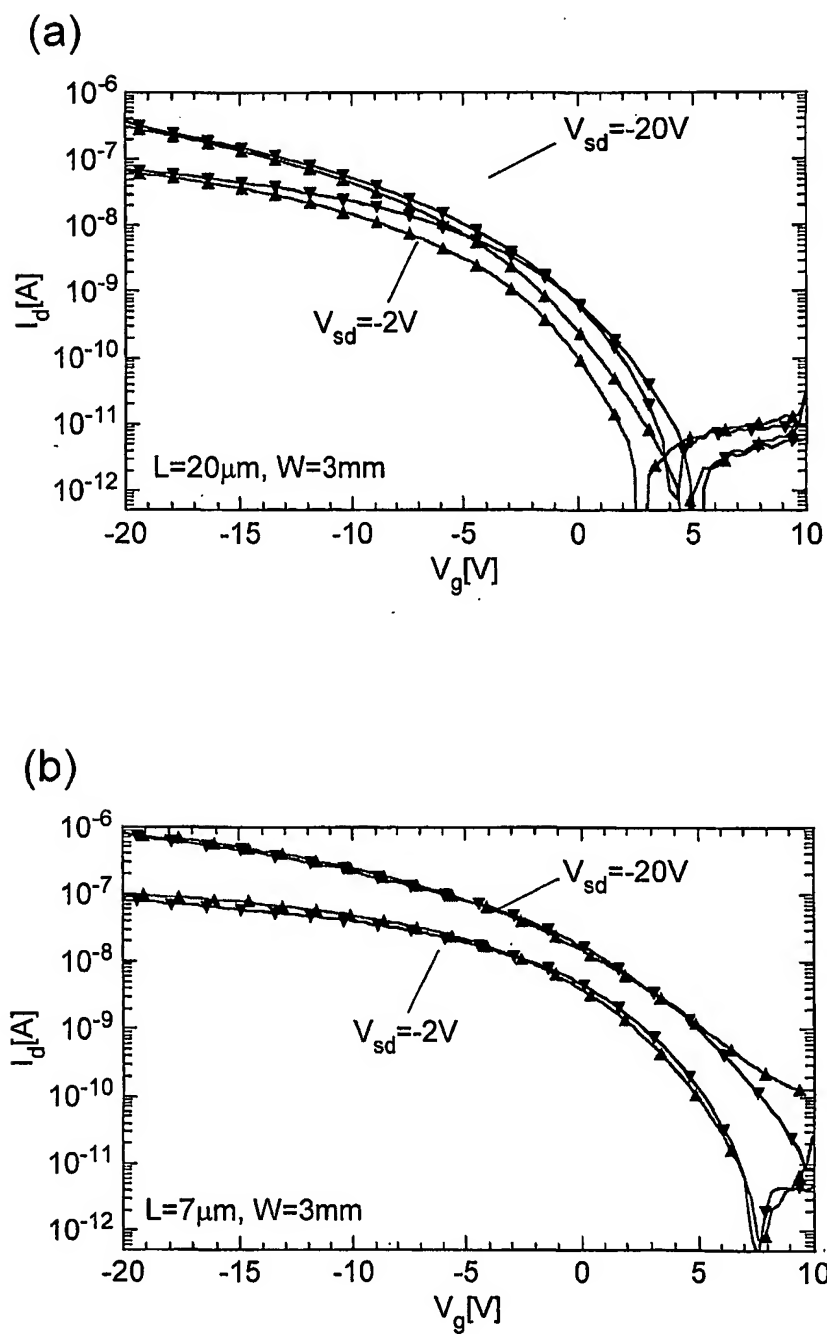 (a)
10^-6
10^-7
10^-8
10^-9
10^-10
10^-11
10^-12
I_d[A]
V_sd=-20V
V_sd=-2V
L=20μm, W=3mm
-20 -15 -10 -5 0 5 10
V_g[V]
(b)
10^-6
10^-7
10^-8
10^-9
10^-10
10^-11
10^-12
I_d[A]
V_sd=-20V
V_sd=-2V
L=7μm, W=3mm
-20 -15 -10 -5 0 5 10
V_g[V]